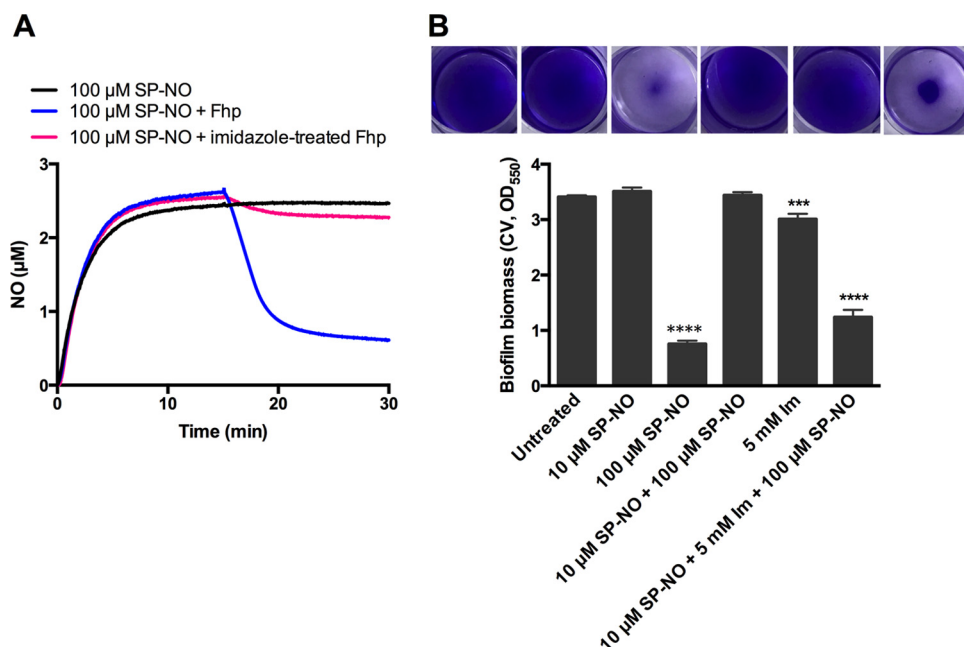 A
100 µM SP-NO
100 µM SP-NO + Fhp
100 µM SP-NO + imidazole-treated Fhp
3
2
1
0
NO (µM)
0
10
20
30
Time (min)
B
4
3
2
1
0
Biofilm biomass (CV, OD550)
****
***
****
Untreated
10 µM SP-NO
100 µM SP-NO
10 µM SP-NO + 100 µM SP-NO
5 mM Im
10 µM SP-NO + 5 mM Im + 100 µM SP-NO